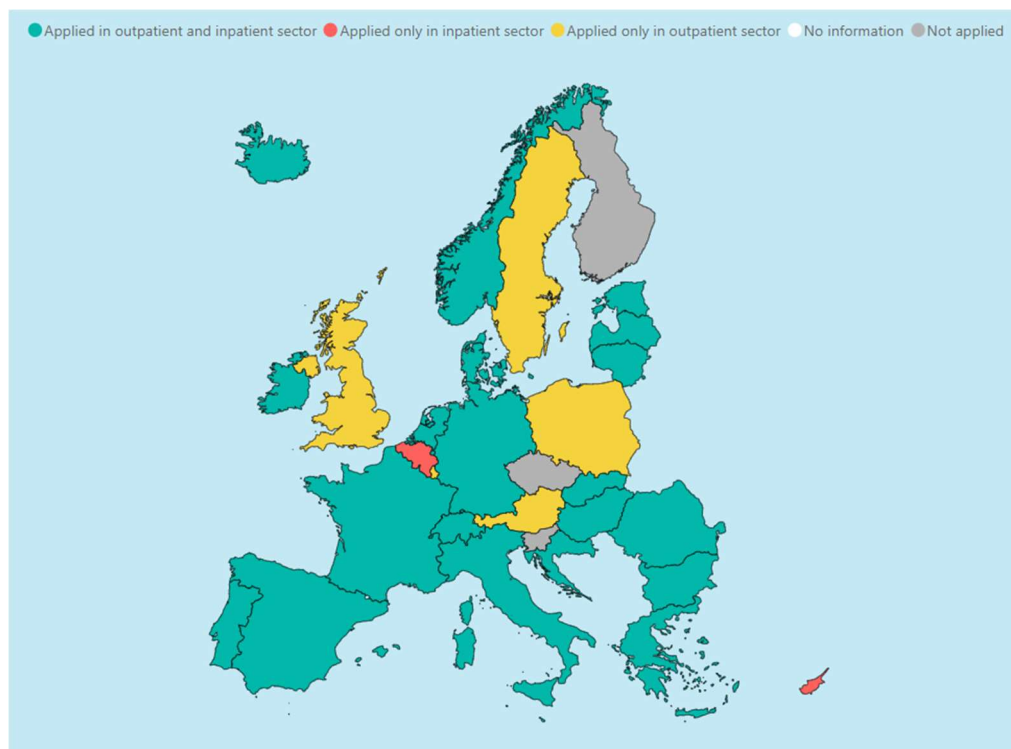 Applied in outpatient and inpatient sector Applied only in inpatient sector Applied only in outpatient sector No information Not applied